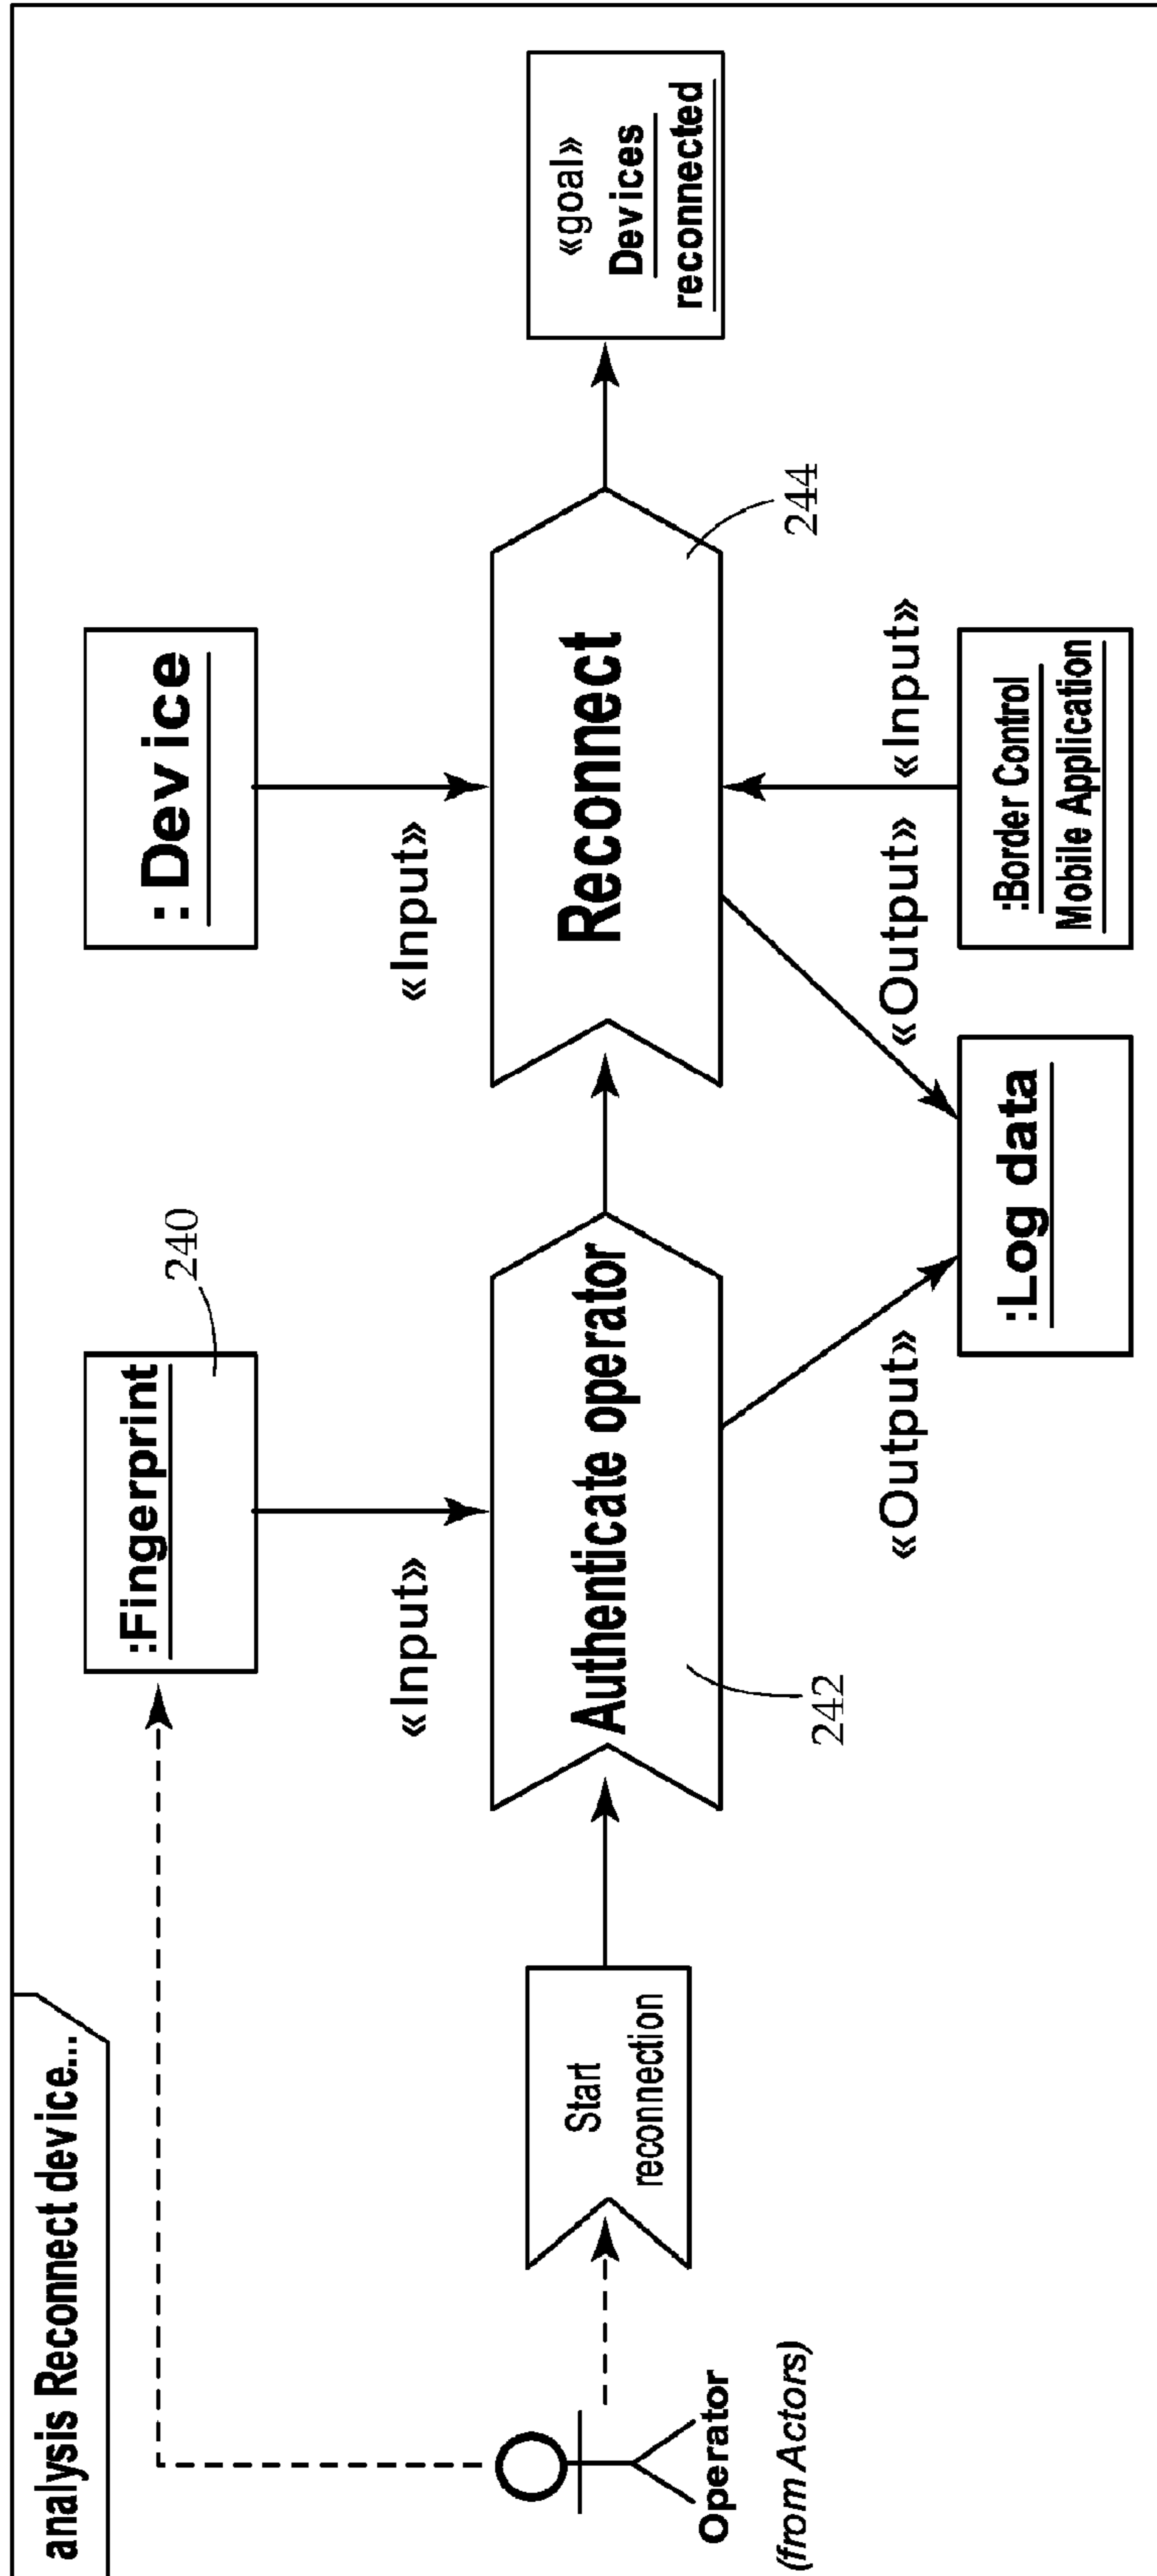 analysis Reconnect device...
:Fingerprint
240
:Device
«Input»
«Input»
Operator
(from Actors)
Start
reconnection
Authenticate operator
242
Reconnect
244
«goal»
Devices
reconnected
«Output»
«Output»
«Input»
:Log data
:Border Control
Mobile Application